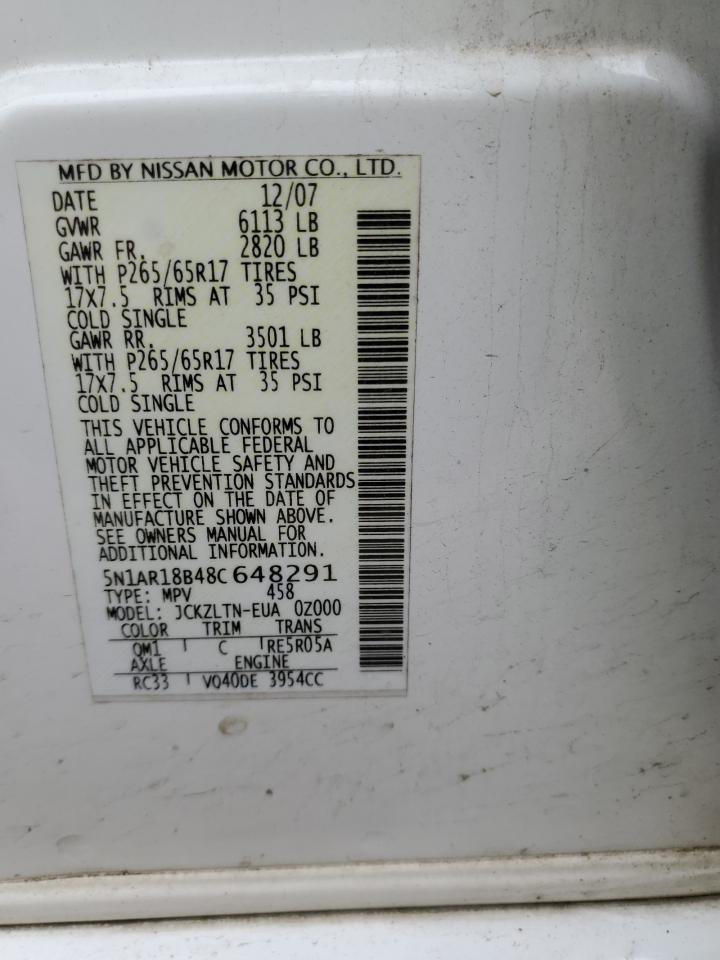 MFD BY NISSAN MOTOR CO., LTD.
DATE 12/07
GVWR 6113 LB
GAWR FR. 2820 LB
WITH P265/65R17 TIRES
17X7.5 RIMS AT 35 PSI
COLD SINGLE
GAWR RR. 3501 LB
WITH P265/65R17 TIRES
17X7.5 RIMS AT 35 PSI
COLD SINGLE
THIS VEHICLE CONFORMS TO
ALL APPLICABLE FEDERAL
MOTOR VEHICLE SAFETY AND
THEFT PREVENTION STANDARDS
IN EFFECT ON THE DATE OF
MANUFACTURE SHOWN ABOVE.
SEE OWNERS MANUAL FOR
ADDITIONAL INFORMATION.
5N1AR18B48C648291
TYPE: MPV 458
MODEL: JCKZLTN-EUA 0Z000
COLOR TRIM TRANS
QM1 C RE5R05A
AXLE ENGINE
RC33 VQ40DE 3954CC